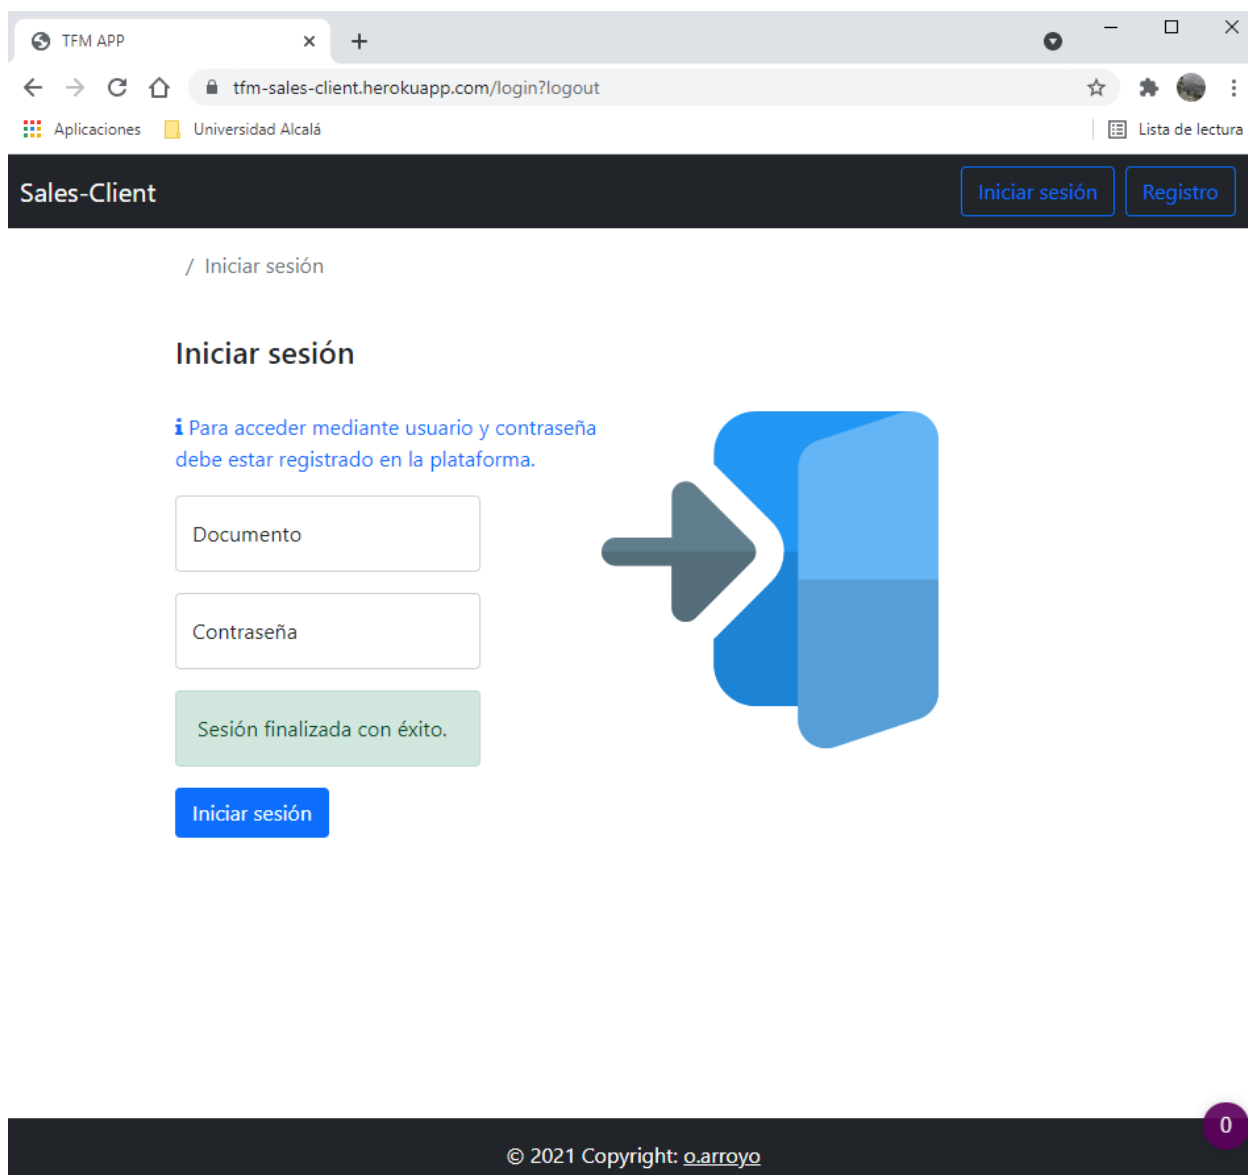 TFM APP
tfm-sales-client.herokuapp.com/login?logout
Aplicaciones Universidad Alcalá Lista de lectura
Sales-Client Iniciar sesión Registro
/ Iniciar sesión
Iniciar sesión
Para acceder mediante usuario y contraseña
debe estar registrado en la plataforma.
Documento
Contraseña
Sesión finalizada con éxito.
Iniciar sesión
0
© 2021 Copyright: o.arroyo